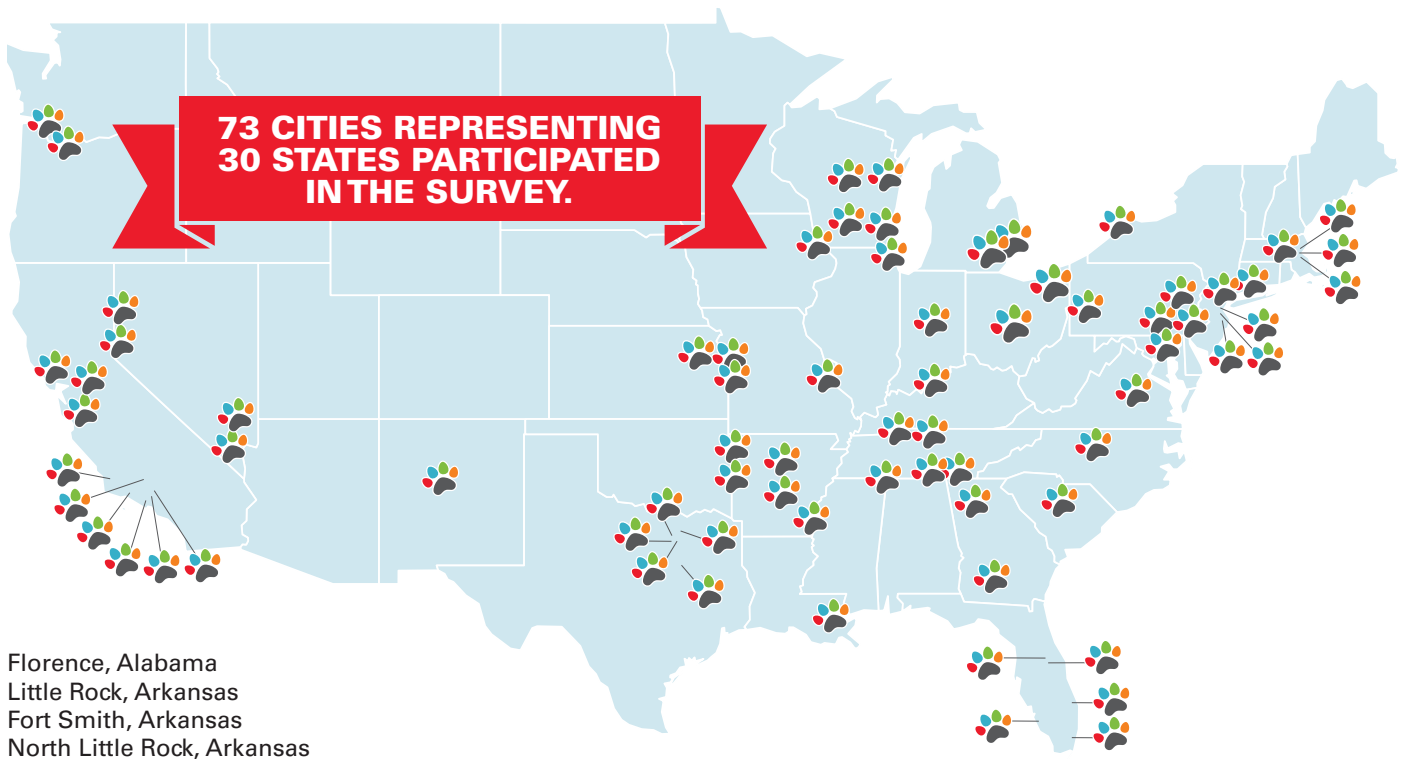 73 CITIES REPRESENTING
30 STATES PARTICIPATED
IN THE SURVEY.
Florence, Alabama
Little Rock, Arkansas
Fort Smith, Arkansas
North Little Rock, Arkansas